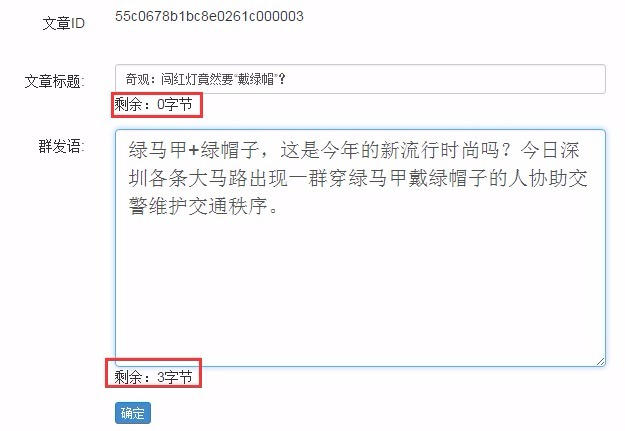 文章ID 55c0678b1bc8e0261c000003
文章标题: 奇观：闯红灯竟然要“戴绿帽”？
剩余：0字节
群发语: 绿马甲+绿帽子，这是今年的新流行时尚吗？今日深
圳各条大马路出现一群穿绿马甲戴绿帽子的人协助交
警维护交通秩序。
剩余：3字节
确定